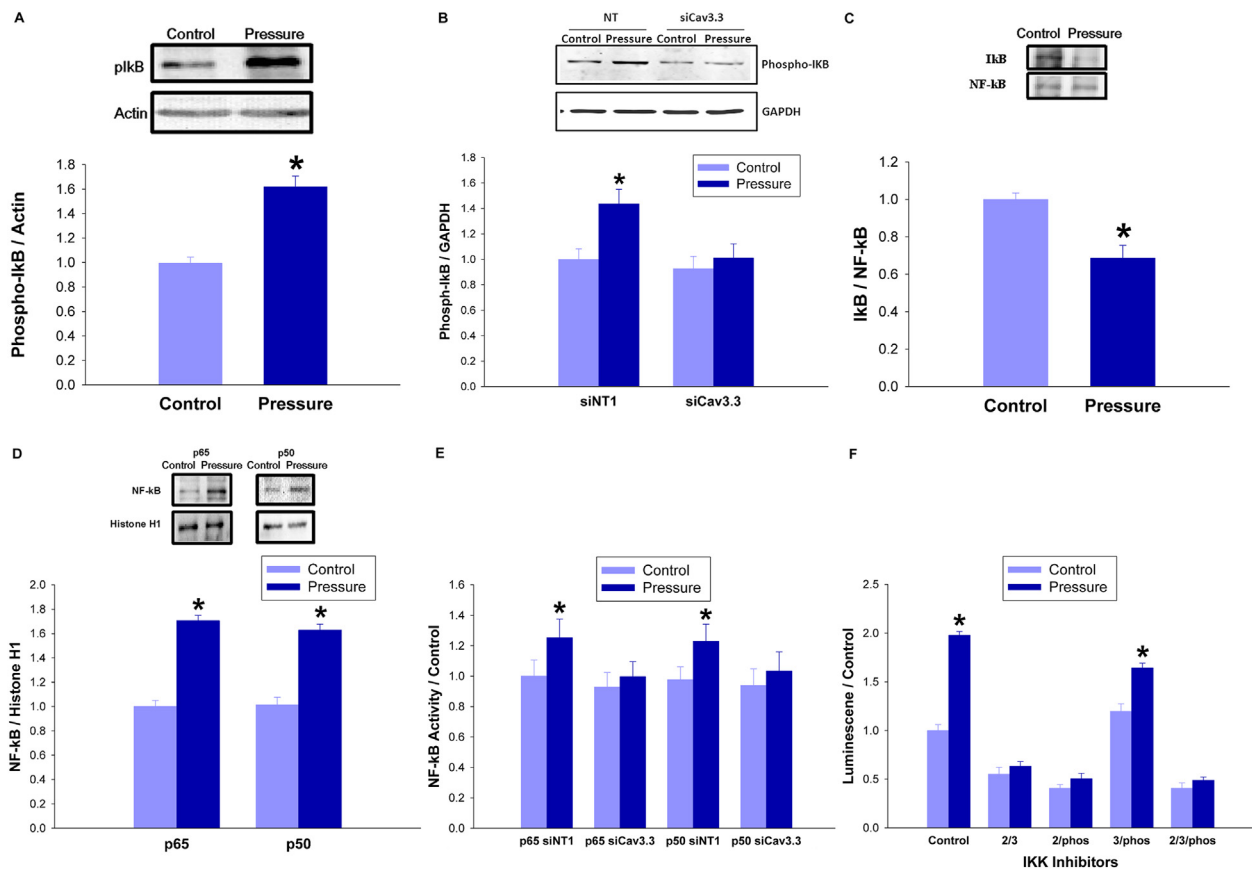 A
Control Pressure
pIkB
Actin
*
1.8
1.6
1.4
1.2
1.0
0.8
0.6
0.4
0.2
0.0
Phospho-IkB / Actin
Control Pressure
B
NT siCav3.3
Control Pressure Control Pressure
Phospho-IKB
GAPDH
Control
Pressure
*
1.8
1.6
1.4
1.2
1.0
0.8
0.6
0.4
0.2
0.0
Phosph-IkB / GAPDH
siNT1 siCav3.3
C
Control Pressure
IkB
NF-kB
*
1.2
1.0
0.8
0.6
0.4
0.2
0.0
IkB / NF-kB
Control Pressure
D
p65 p50
Control Pressure Control Pressure
NF-kB
Histone H1
Control
Pressure
* *
2.0
1.8
1.6
1.4
1.2
1.0
0.8
0.6
0.4
0.2
0.0
NF-kB / Histone H1
p65 p50
E
Control
Pressure
* *
1.6
1.4
1.2
1.0
0.8
0.6
0.4
0.2
0.0
NF-kB Activity / Control
p65 siNT1 p65 siCav3.3 p50 siNT1 p50 siCav3.3
F
Control
Pressure
* *
2.5
2.0
1.5
1.0
0.5
0.0
Luminescene / Control
Control 2/3 2/phos 3/phos 2/3/phos
IKK Inhibitors